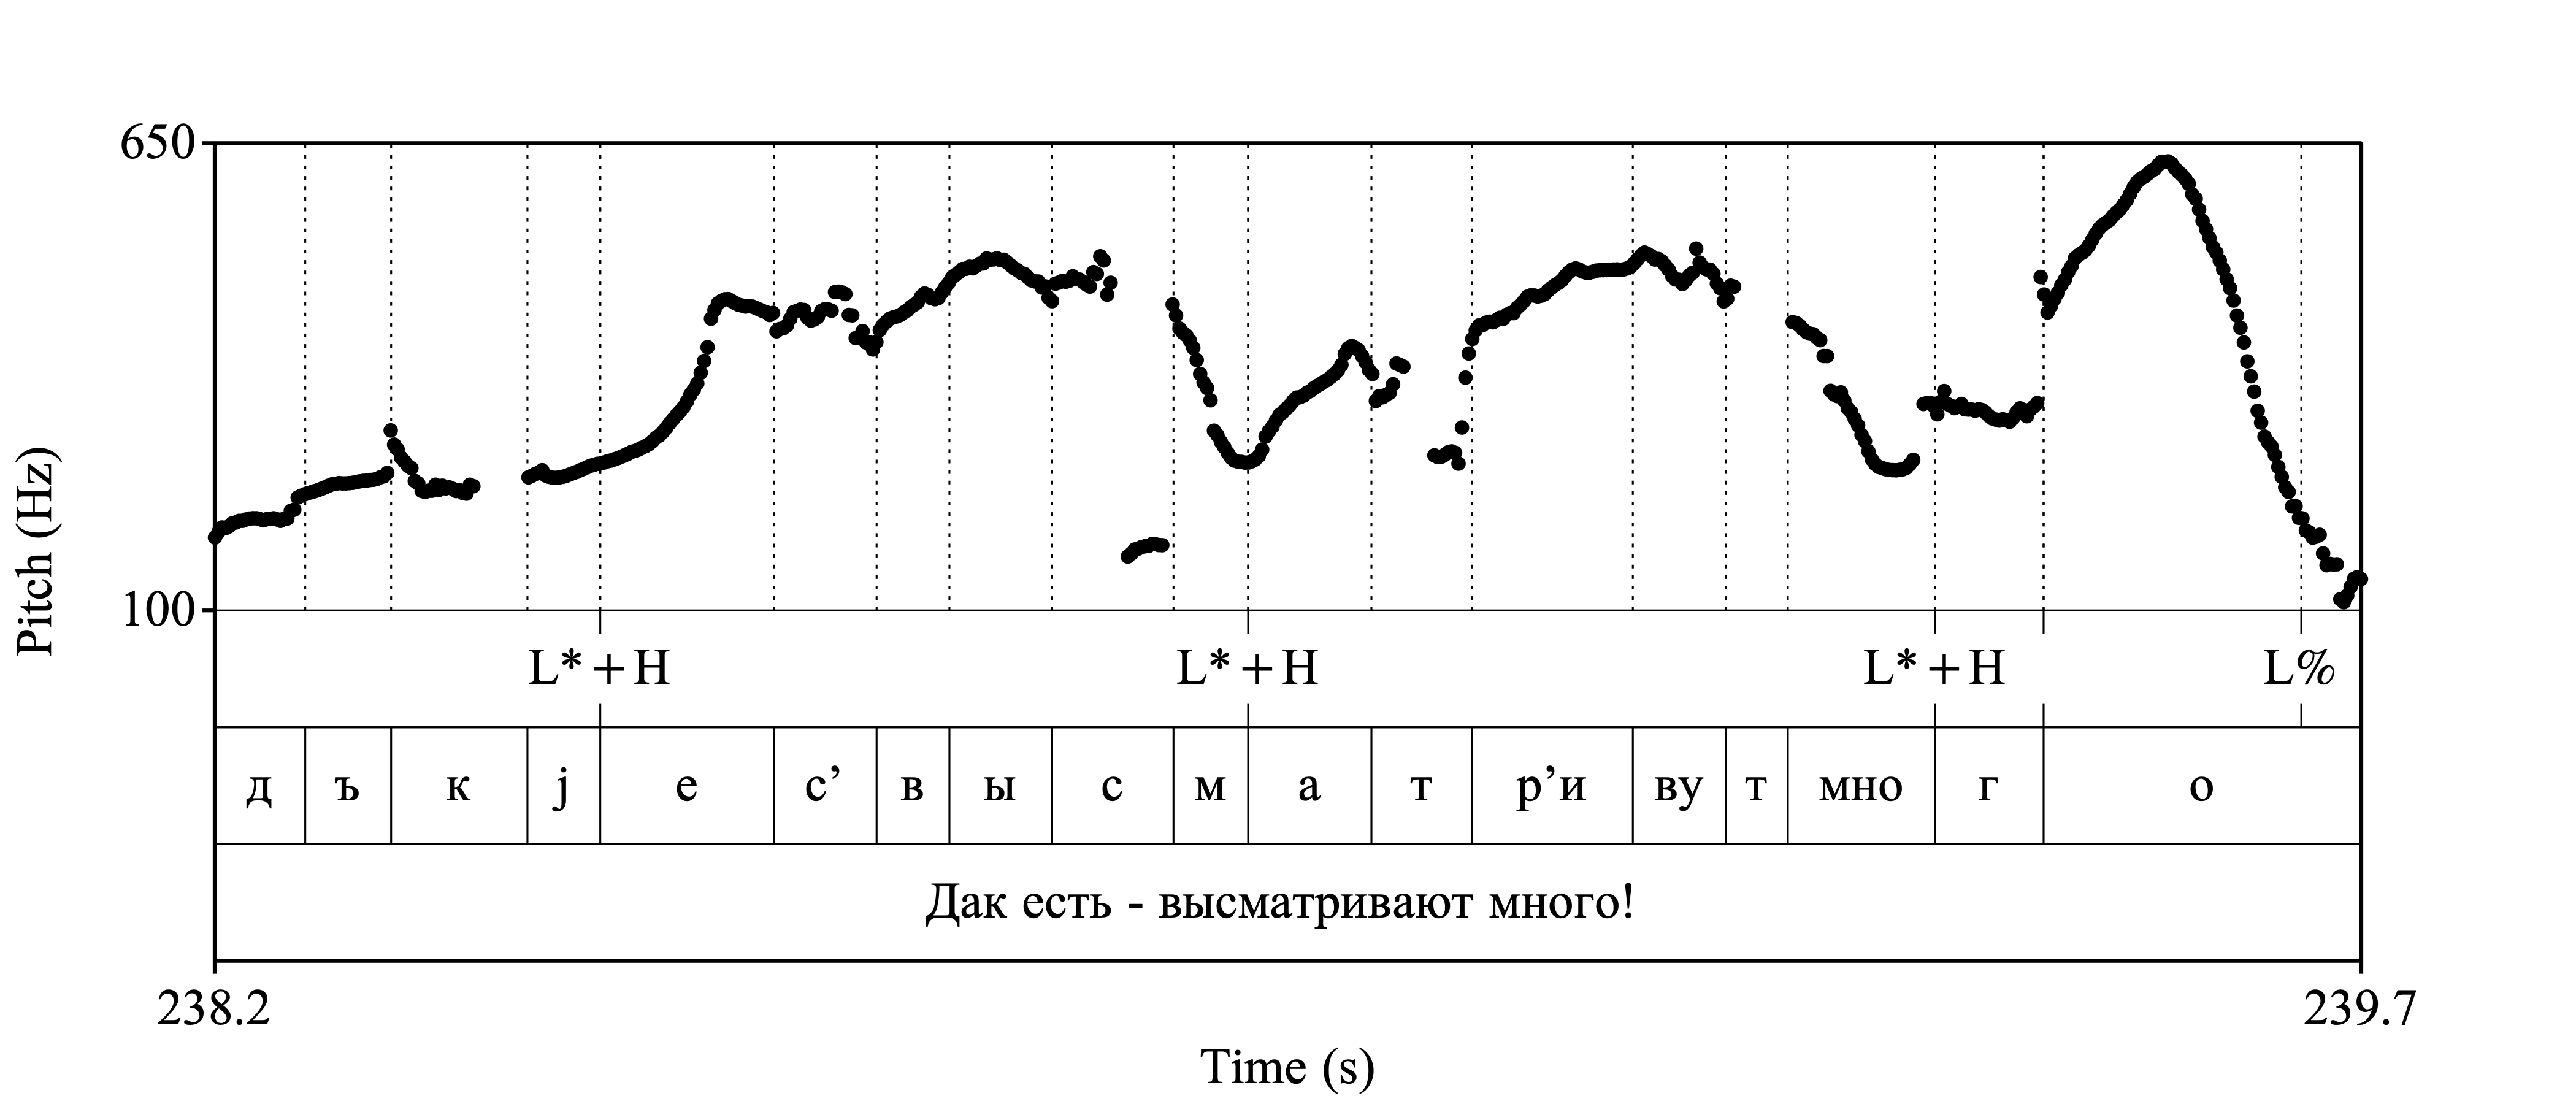 650
Pitch (Hz)
100
L*+H L*+H L*+H L%
д ъ к j е с’ в ы с м а т р’и ву т мно г о
Дак есть - высматривают много!
238.2 239.7
Time (s)